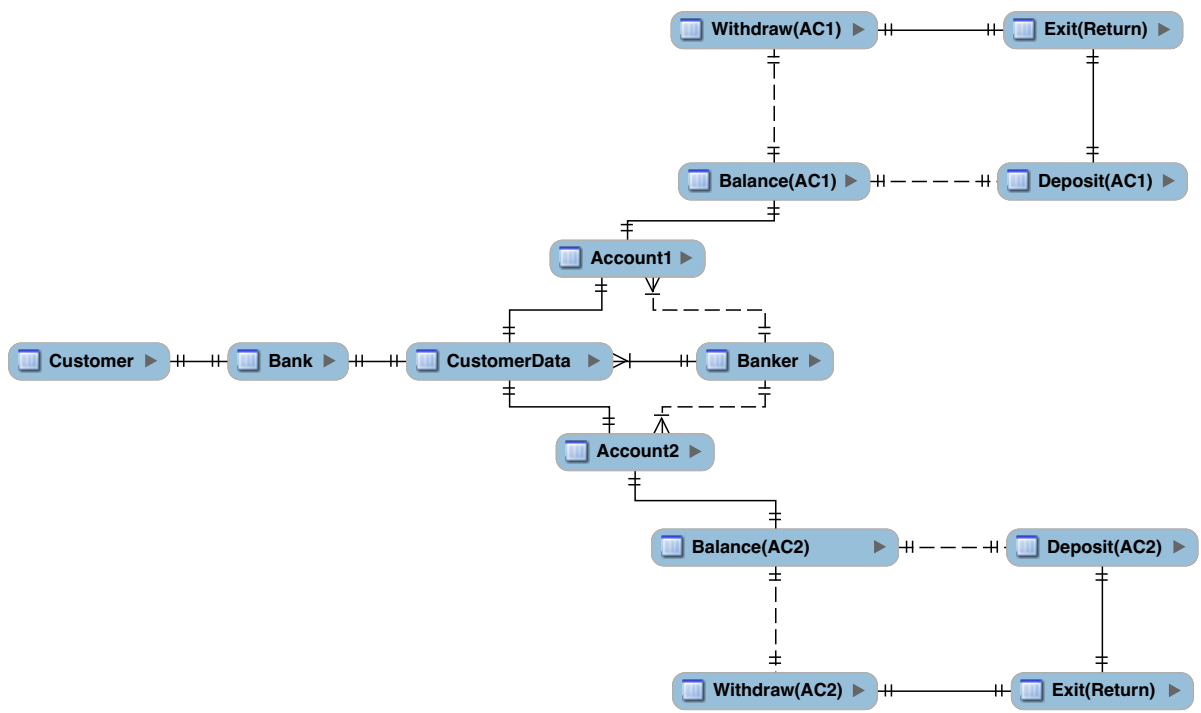 Withdraw(AC1)
Exit(Return)
Balance(AC1)
Deposit(AC1)
Account1
Customer
Bank
CustomerData
Banker
Account2
Balance(AC2)
Deposit(AC2)
Withdraw(AC2)
Exit(Return)